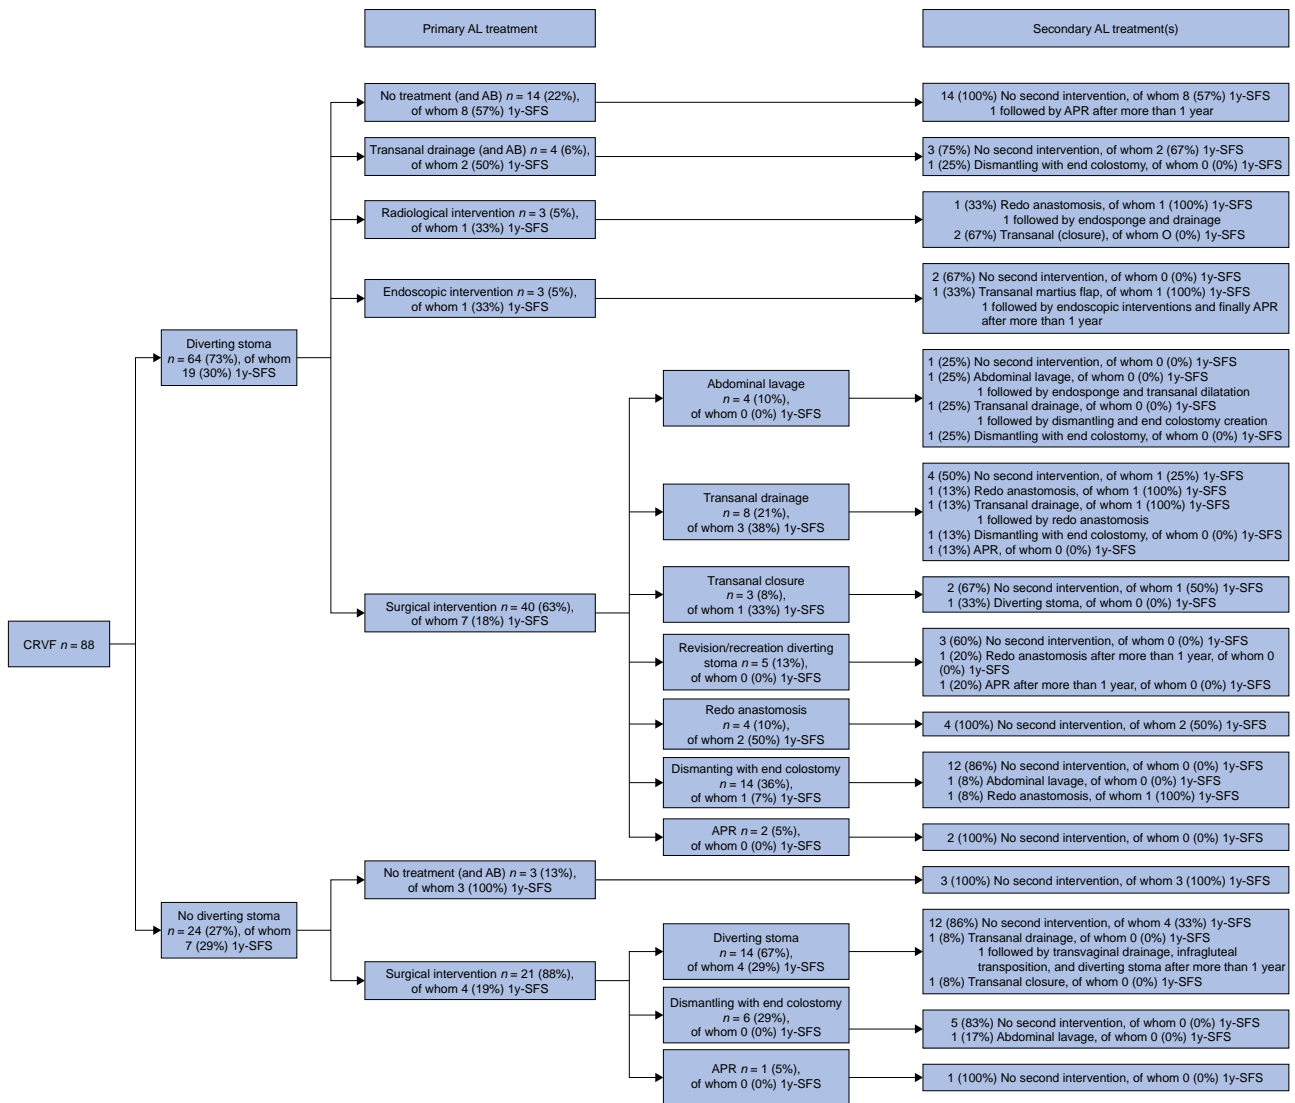 Primary AL treatment
Secondary AL treatment(s)
No treatment (and AB) n = 14 (22%),
of whom 8 (57%) 1y-SFS
14 (100%) No second intervention, of whom 8 (57%) 1y-SFS
1 followed by APR after more than 1 year
Transanal drainage (and AB) n = 4 (6%),
of whom 2 (50%) 1y-SFS
3 (75%) No second intervention, of whom 2 (67%) 1y-SFS
1 (25%) Dismantling with end colostomy, of whom 0 (0%) 1y-SFS
Radiological intervention n = 3 (5%),
of whom 1 (33%) 1y-SFS
1 (33%) Redo anastomosis, of whom 1 (100%) 1y-SFS
1 followed by endosponge and drainage
2 (67%) Transanal (closure), of whom O (0%) 1y-SFS
Endoscopic intervention n = 3 (5%),
of whom 1 (33%) 1y-SFS
2 (67%) No second intervention, of whom 0 (0%) 1y-SFS
1 (33%) Transanal martius flap, of whom 1 (100%) 1y-SFS
1 followed by endoscopic interventions and finally APR
after more than 1 year
Diverting stoma
n = 64 (73%), of whom
19 (30%) 1y-SFS
Abdominal lavage
n = 4 (10%),
of whom 0 (0%) 1y-SFS
1 (25%) No second intervention, of whom 0 (0%) 1y-SFS
1 (25%) Abdominal lavage, of whom 0 (0%) 1y-SFS
1 followed by endosponge and transanal dilatation
1 (25%) Transanal drainage, of whom 0 (0%) 1y-SFS
1 followed by dismantling and end colostomy creation
1 (25%) Dismantling with end colostomy, of whom 0 (0%) 1y-SFS
Transanal drainage
n = 8 (21%),
of whom 3 (38%) 1y-SFS
4 (50%) No second intervention, of whom 1 (25%) 1y-SFS
1 (13%) Redo anastomosis, of whom 1 (100%) 1y-SFS
1 (13%) Transanal drainage, of whom 1 (100%) 1y-SFS
1 followed by redo anastomosis
1 (13%) Dismantling with end colostomy, of whom 0 (0%) 1y-SFS
1 (13%) APR, of whom 0 (0%) 1y-SFS
Surgical intervention n = 40 (63%),
of whom 7 (18%) 1y-SFS
Transanal closure
n = 3 (8%),
of whom 1 (33%) 1y-SFS
2 (67%) No second intervention, of whom 1 (50%) 1y-SFS
1 (33%) Diverting stoma, of whom 0 (0%) 1y-SFS
CRVF n = 88
Revision/recreation diverting
stoma n = 5 (13%),
of whom 0 (0%) 1y-SFS
3 (60%) No second intervention, of whom 0 (0%) 1y-SFS
1 (20%) Redo anastomosis after more than 1 year, of whom 0
(0%) 1y-SFS
1 (20%) APR after more than 1 year, of whom 0 (0%) 1y-SFS
Redo anastomosis
n = 4 (10%),
of whom 2 (50%) 1y-SFS
4 (100%) No second intervention, of whom 2 (50%) 1y-SFS
Dismanting with end colostomy
n = 14 (36%),
of whom 1 (7%) 1y-SFS
12 (86%) No second intervention, of whom 0 (0%) 1y-SFS
1 (8%) Abdominal lavage, of whom 0 (0%) 1y-SFS
1 (8%) Redo anastomosis, of whom 1 (100%) 1y-SFS
APR n = 2 (5%),
of whom 0 (0%) 1y-SFS
2 (100%) No second intervention, of whom 0 (0%) 1y-SFS
No treatment (and AB) n = 3 (13%),
of whom 3 (100%) 1y-SFS
3 (100%) No second intervention, of whom 3 (100%) 1y-SFS
No diverting stoma
n = 24 (27%), of whom
7 (29%) 1y-SFS
Surgical intervention n = 21 (88%),
of whom 4 (19%) 1y-SFS
Diverting stoma
n = 14 (67%),
of whom 4 (29%) 1y-SFS
12 (86%) No second intervention, of whom 4 (33%) 1y-SFS
1 (8%) Transanal drainage, of whom 0 (0%) 1y-SFS
1 followed by transvaginal drainage, infragluteal
transposition, and diverting stoma after more than 1 year
1 (8%) Transanal closure, of whom 0 (0%) 1y-SFS
Dismantling with end colostomy
n = 6 (29%),
of whom 0 (0%) 1y-SFS
5 (83%) No second intervention, of whom 0 (0%) 1y-SFS
1 (17%) Abdominal lavage, of whom 0 (0%) 1y-SFS
APR n = 1 (5%),
of whom 0 (0%) 1y-SFS
1 (100%) No second intervention, of whom 0 (0%) 1y-SFS